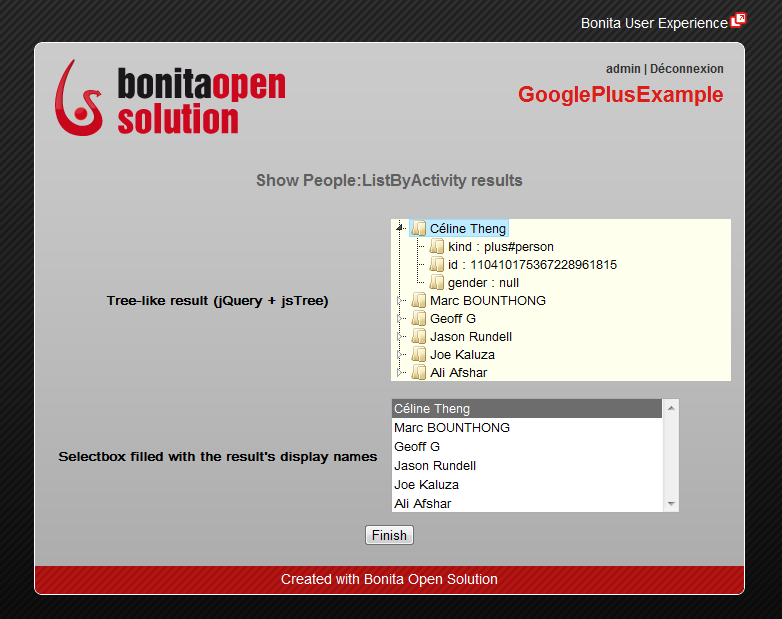 Bonita User Experience
bonitaopen
solution
admin | Déconnexion
GooglePlusExample
Show People:ListByActivity results
Tree-like result (jQuery + jsTree)
Céline Theng
kind : plus#person
id : 110410175367228961815
gender : null
Marc BOUNTHONG
Geoff G
Jason Rundell
Joe Kaluza
Ali Afshar
Selectbox filled with the result's display names
Céline Theng
Marc BOUNTHONG
Geoff G
Jason Rundell
Joe Kaluza
Ali Afshar
Finish
Created with Bonita Open Solution